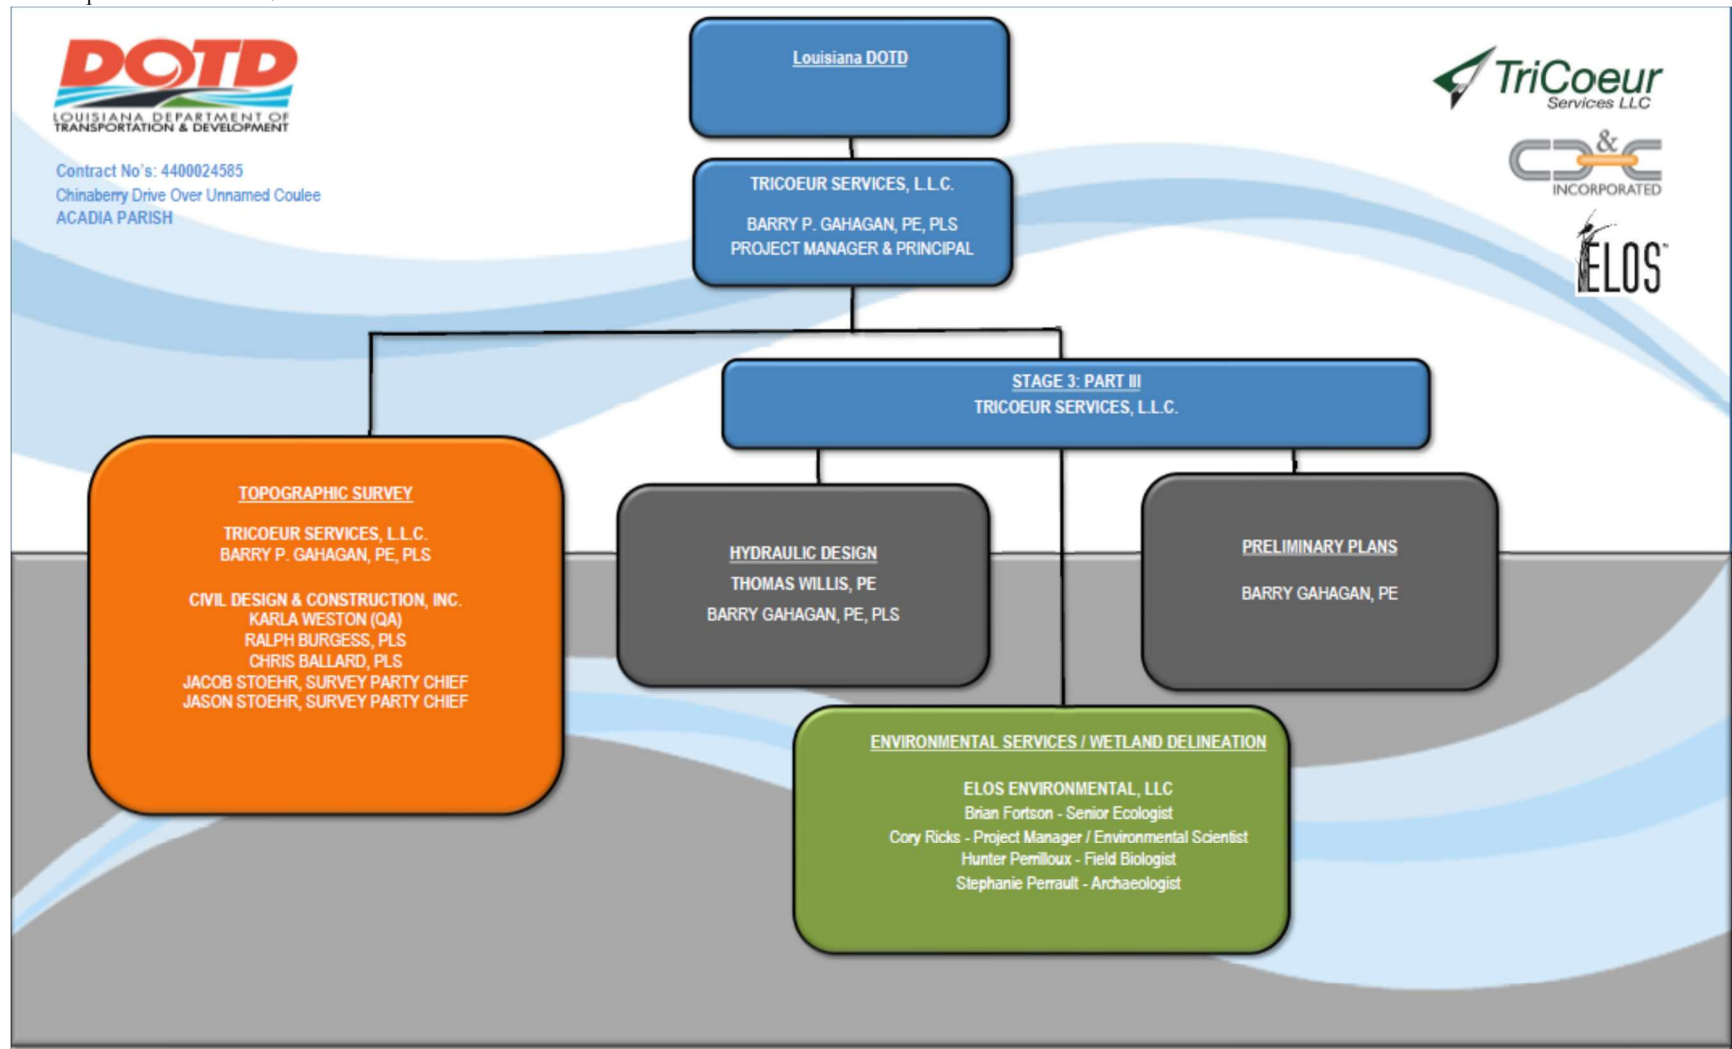 DOTD
LOUISIANA DEPARTMENT OF
TRANSPORTATION & DEVELOPMENT
Contract No's: 4400024585
Chinaberry Drive Over Unnamed Coulee
ACADIA PARISH
Louisiana DOTD
TriCoeur
Services LLC
C&C
INCORPORATED
ELOS™
TRICOEUR SERVICES, L.L.C.
BARRY P. GAHAGAN, PE, PLS
PROJECT MANAGER & PRINCIPAL
STAGE 3: PART III
TRICOEUR SERVICES, L.L.C.
TOPOGRAPHIC SURVEY
TRICOEUR SERVICES, L.L.C.
BARRY P. GAHAGAN, PE, PLS
CIVIL DESIGN & CONSTRUCTION, INC.
KARLA WESTON (QA)
RALPH BURGESS, PLS
CHRIS BALLARD, PLS
JACOB STOEHR, SURVEY PARTY CHIEF
JASON STOEHR, SURVEY PARTY CHIEF
HYDRAULIC DESIGN
THOMAS WILLIS, PE
BARRY GAHAGAN, PE, PLS
PRELIMINARY PLANS
BARRY GAHAGAN, PE
ENVIRONMENTAL SERVICES / WETLAND DELINEATION
ELOS ENVIRONMENTAL, LLC
Brian Fortson - Senior Ecologist
Cory Ricks - Project Manager / Environmental Scientist
Hunter Perrilloux - Field Biologist
Stephanie Perrault - Archaeologist